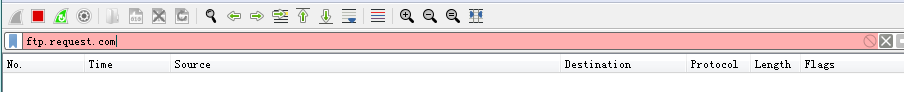 ftp.request.com
No. Time Source Destination Protocol Length Flags